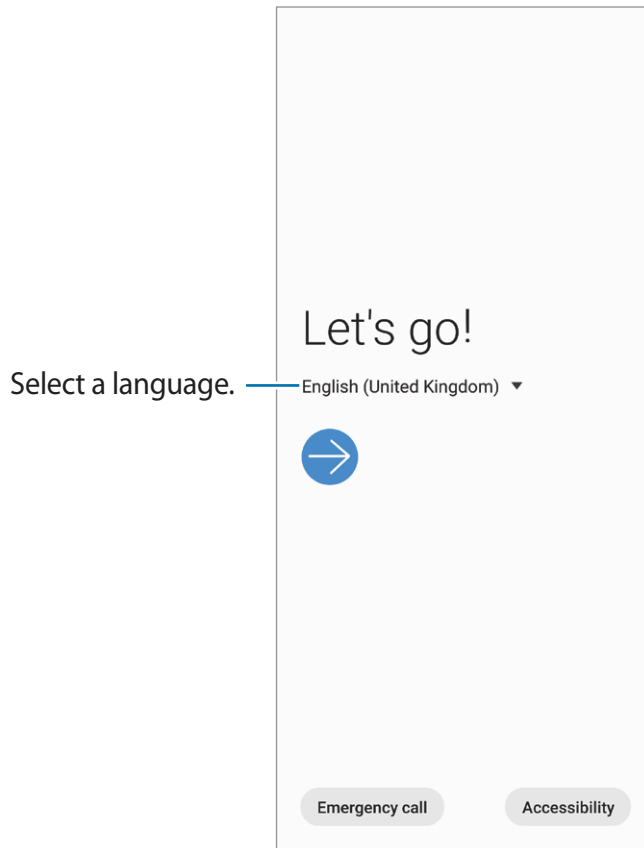 Let's go!
Select a language.
English (United Kingdom)
Emergency call
Accessibility